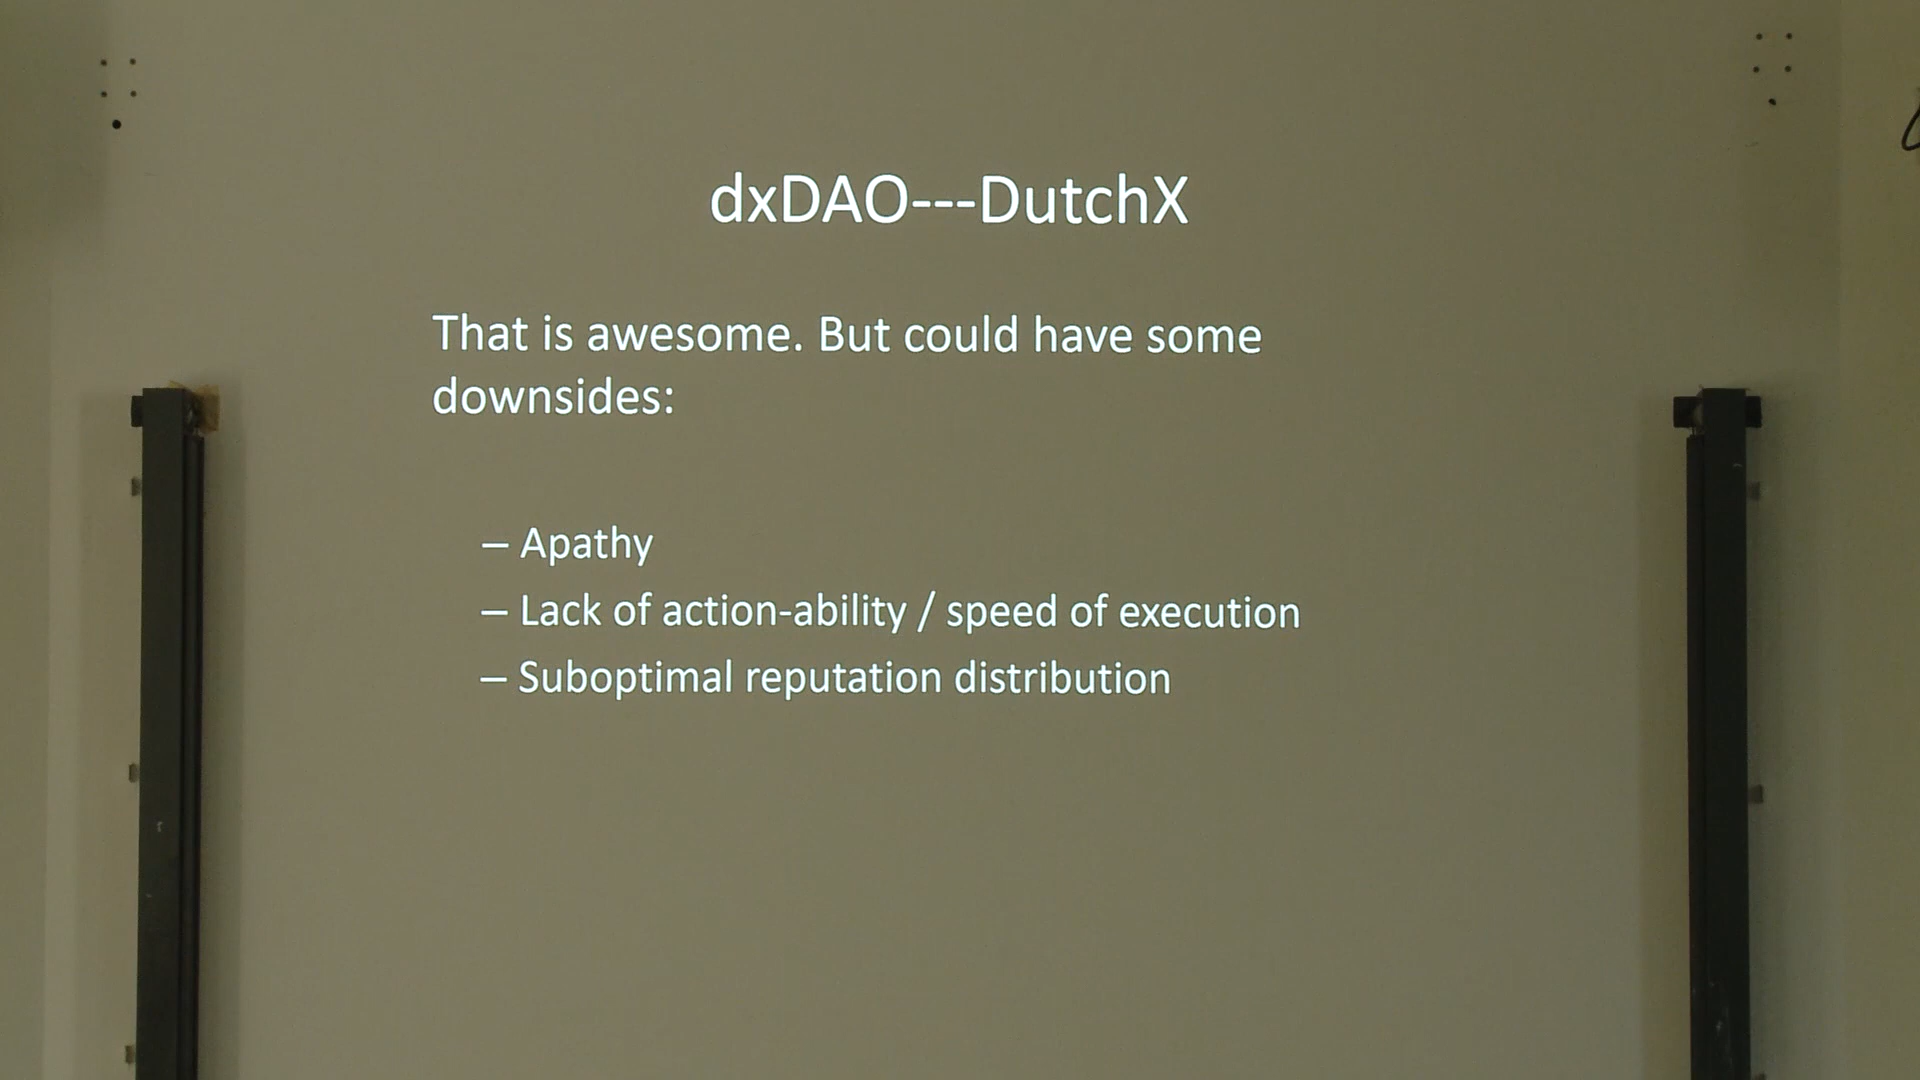 dxDAO---DutchX
That is awesome. But could have some
downsides:
– Apathy
– Lack of action-ability / speed of execution
– Suboptimal reputation distribution